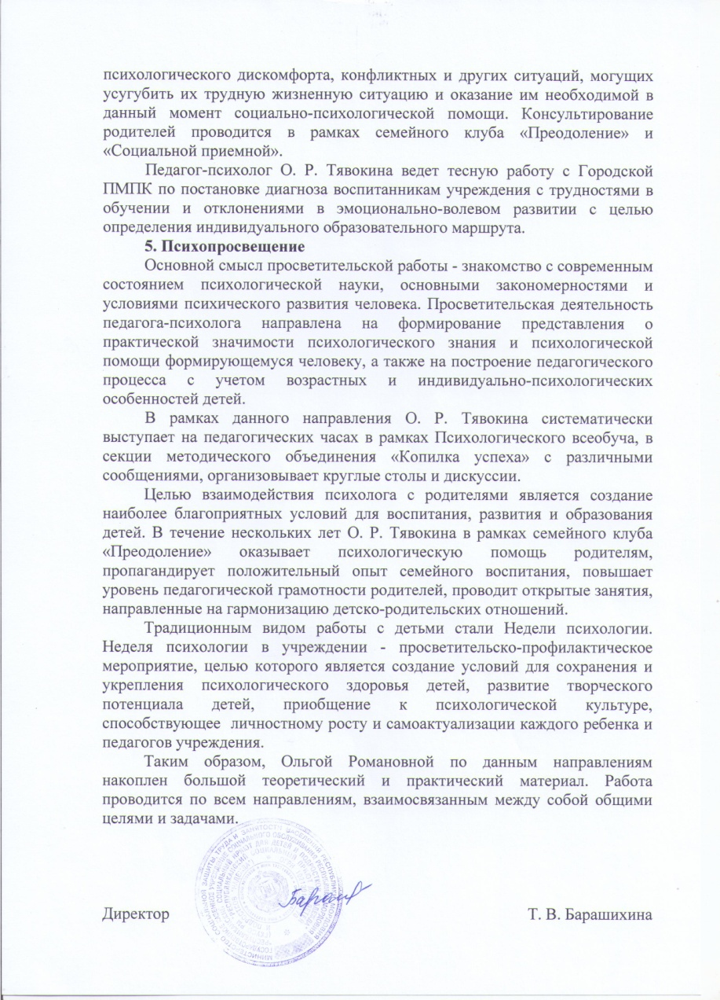 психологического дискомфорта, конфликтных и других ситуаций, могущих
усугубить их трудную жизненную ситуацию и оказание им необходимой в
данный момент социально-психологической помощи. Консультирование
родителей проводится в рамках семейного клуба «Преодоление» и
«Социальной приемной».
Педагог-психолог О. Р. Тявокина ведет тесную работу с Городской
ПМПК по постановке диагноза воспитанникам учреждения с трудностями в
обучении и отклонениями в эмоционально-волевом развитии с целью
определения индивидуального образовательного маршрута.
5. Психопросвещение
Основной смысл просветительской работы - знакомство с современным
состоянием психологической науки, основными закономерностями и
условиями психического развития человека. Просветительская деятельность
педагога-психолога направлена на формирование представления о
практической значимости психологического знания и психологической
помощи формирующемуся человеку, а также на построение педагогического
процесса с учетом возрастных и индивидуально-психологических
особенностей детей.
В рамках данного направления О. Р. Тявокина систематически
выступает на педагогических часах в рамках Психологического всеобуча, в
секции методического объединения «Копилка успеха» с различными
сообщениями, организовывает круглые столы и дискуссии.
Целью взаимодействия психолога с родителями является создание
наиболее благоприятных условий для воспитания, развития и образования
детей. В течение нескольких лет О. Р. Тявокина в рамках семейного клуба
«Преодоление» оказывает психологическую помощь родителям,
пропагандирует положительный опыт семейного воспитания, повышает
уровень педагогической грамотности родителей, проводит открытые занятия,
направленные на гармонизацию детско-родительских отношений.
Традиционным видом работы с детьми стали Недели психологии.
Неделя психологии в учреждении - просветительско-профилактическое
мероприятие, целью которого является создание условий для сохранения и
укрепления психологического здоровья детей, развитие творческого
потенциала детей, приобщение к психологической культуре,
способствующее личностному росту и самоактуализации каждого ребенка и
педагогов учреждения.
Таким образом, Ольгой Романовной по данным направлениям
накоплен большой теоретический и практический материал. Работа
проводится по всем направлениям, взаимосвязанным между собой общими
целями и задачами.
МИНИСТЕРСТВО СОЦИАЛЬНОЙ ЗАЩИТЫ, ТРУДА И ЗАНЯТОСТИ НАСЕЛЕНИЯ РЕСПУБЛИКИ МОРДОВИЯ
Директор Т. В. Барашихина